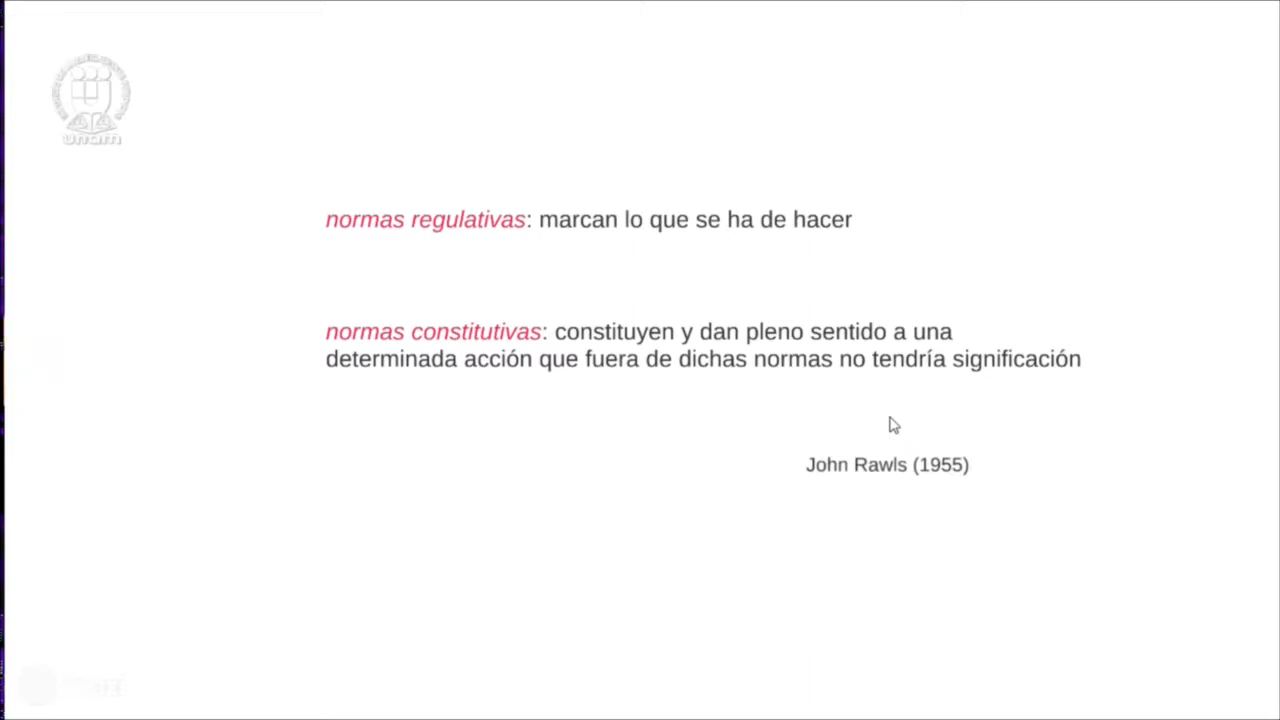 unam
normas regulativas: marcan lo que se ha de hacer
normas constitutivas: constituyen y dan pleno sentido a una
determinada acción que fuera de dichas normas no tendría significación
John Rawls (1955)